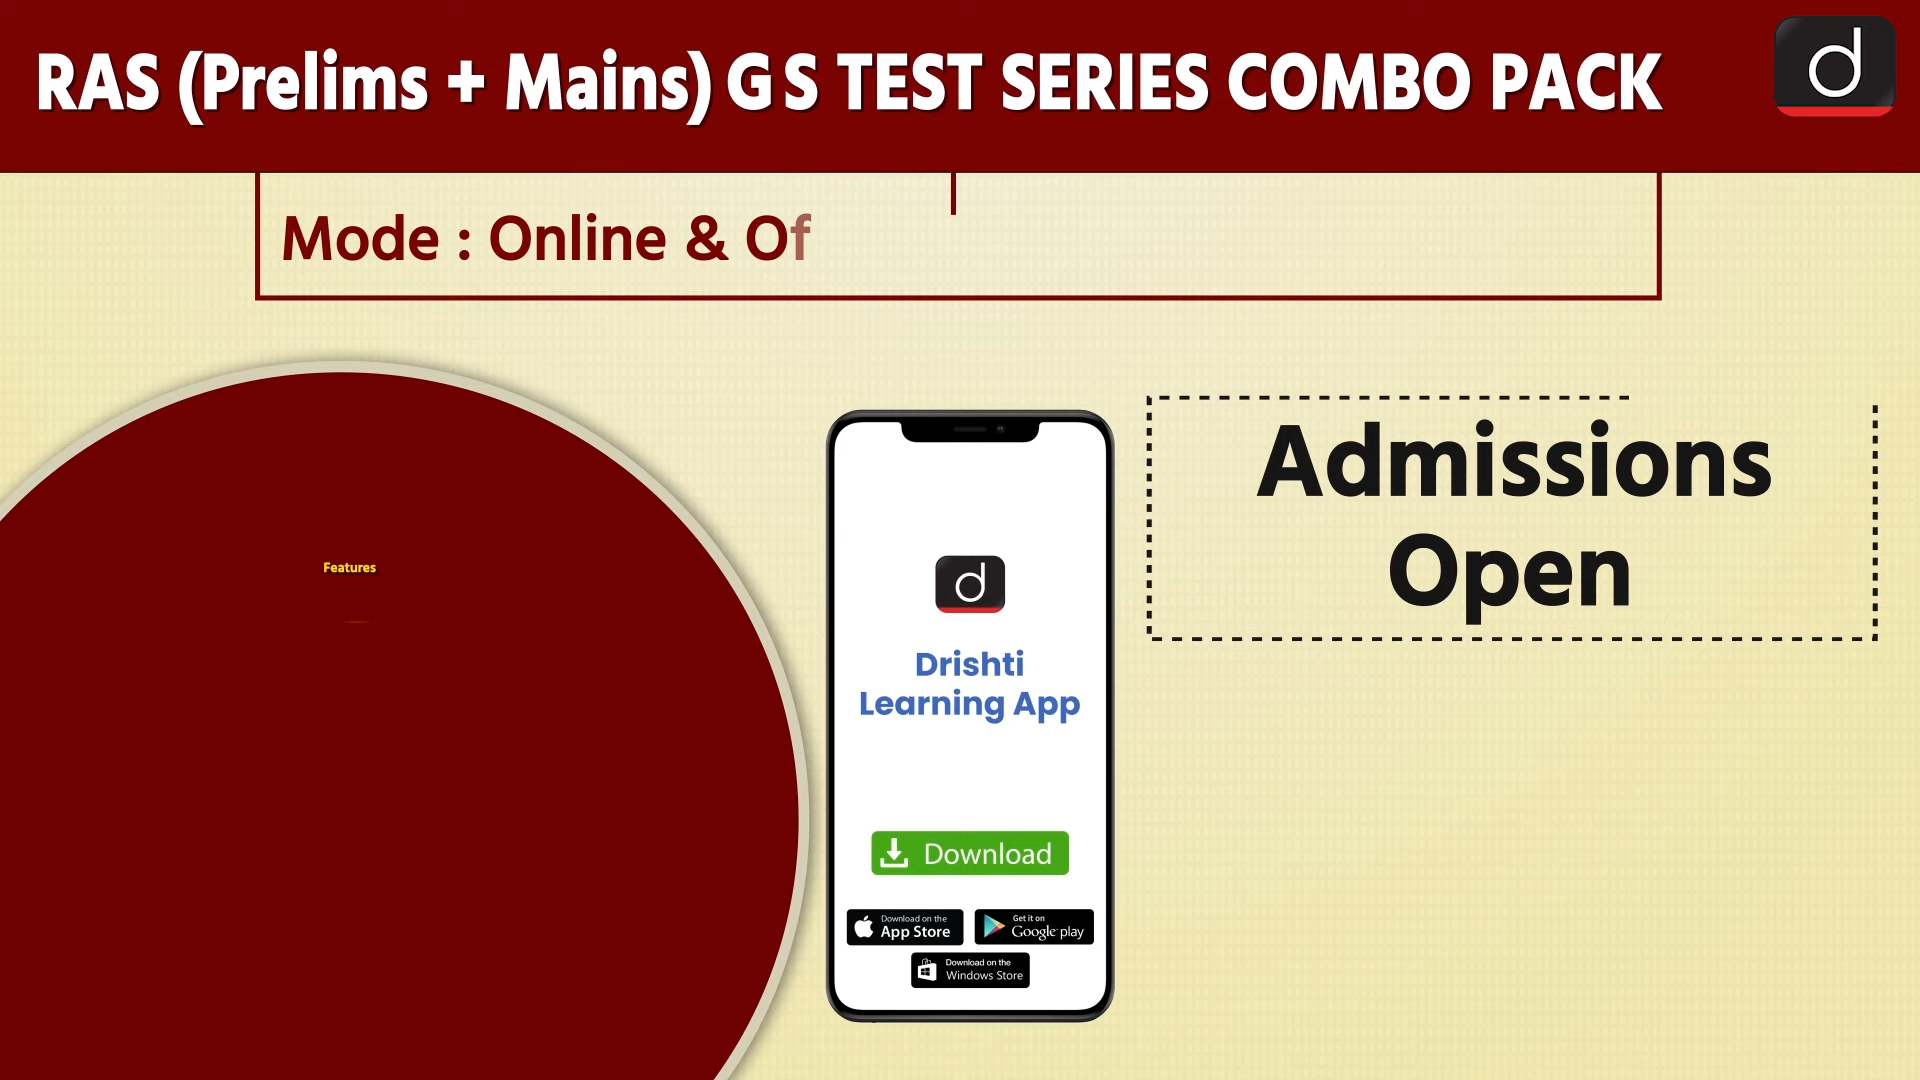 RAS (Prelims + Mains) GS TEST SERIES COMBO PACK
d
Mode : Online & Of
Features
Admissions
Open
d
Drishti
Learning App
Download
Download on the
App Store
Get it on
Google play
Download on the
Windows Store